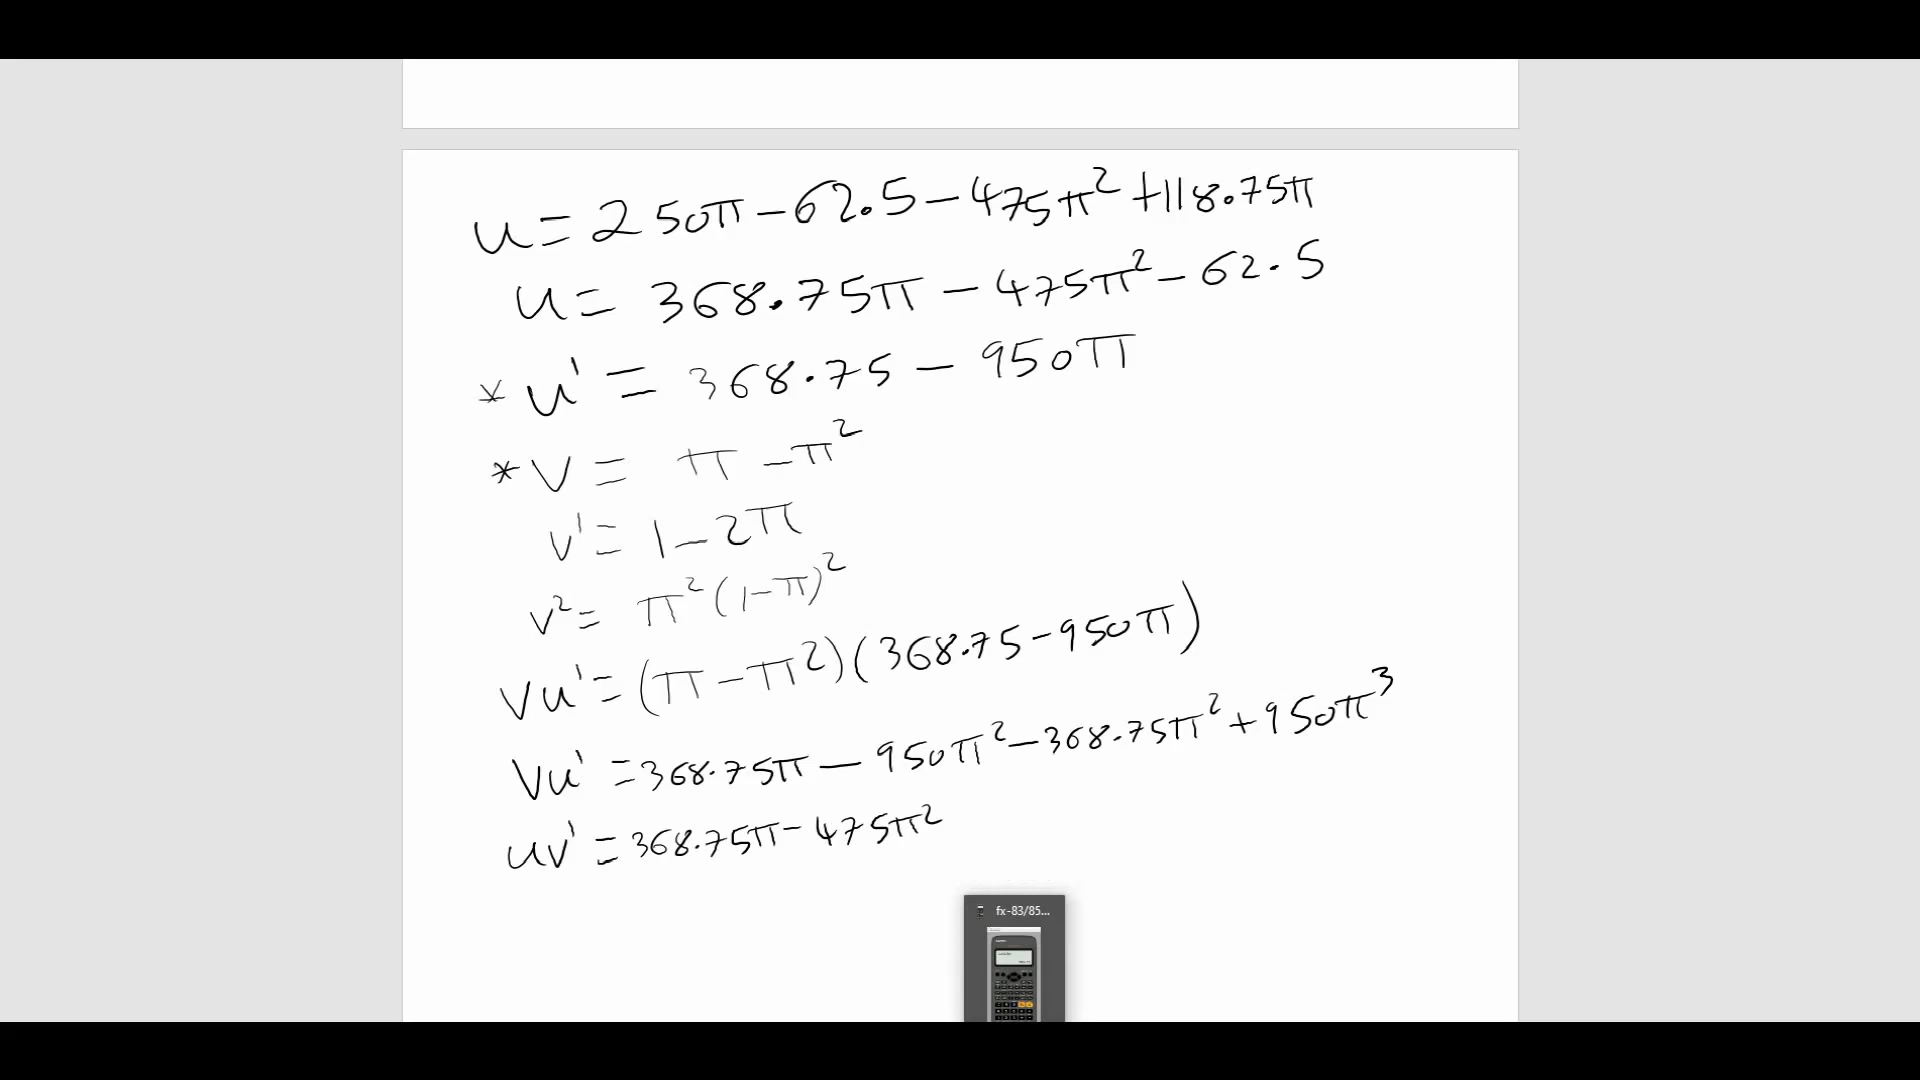 u = 250π - 62.5 - 475π² + 118.75π
u = 368.75π - 475π² - 62.5
* u' = 368.75 - 950π
* v = π - π²
v' = 1 - 2π
v² = π²(1-π)²
vu' = (π - π²)(368.75 - 950π)
vu' = 368.75π - 950π² - 368.75π² + 950π³
uv' = 368.75π - 475π²
fx-83/85...